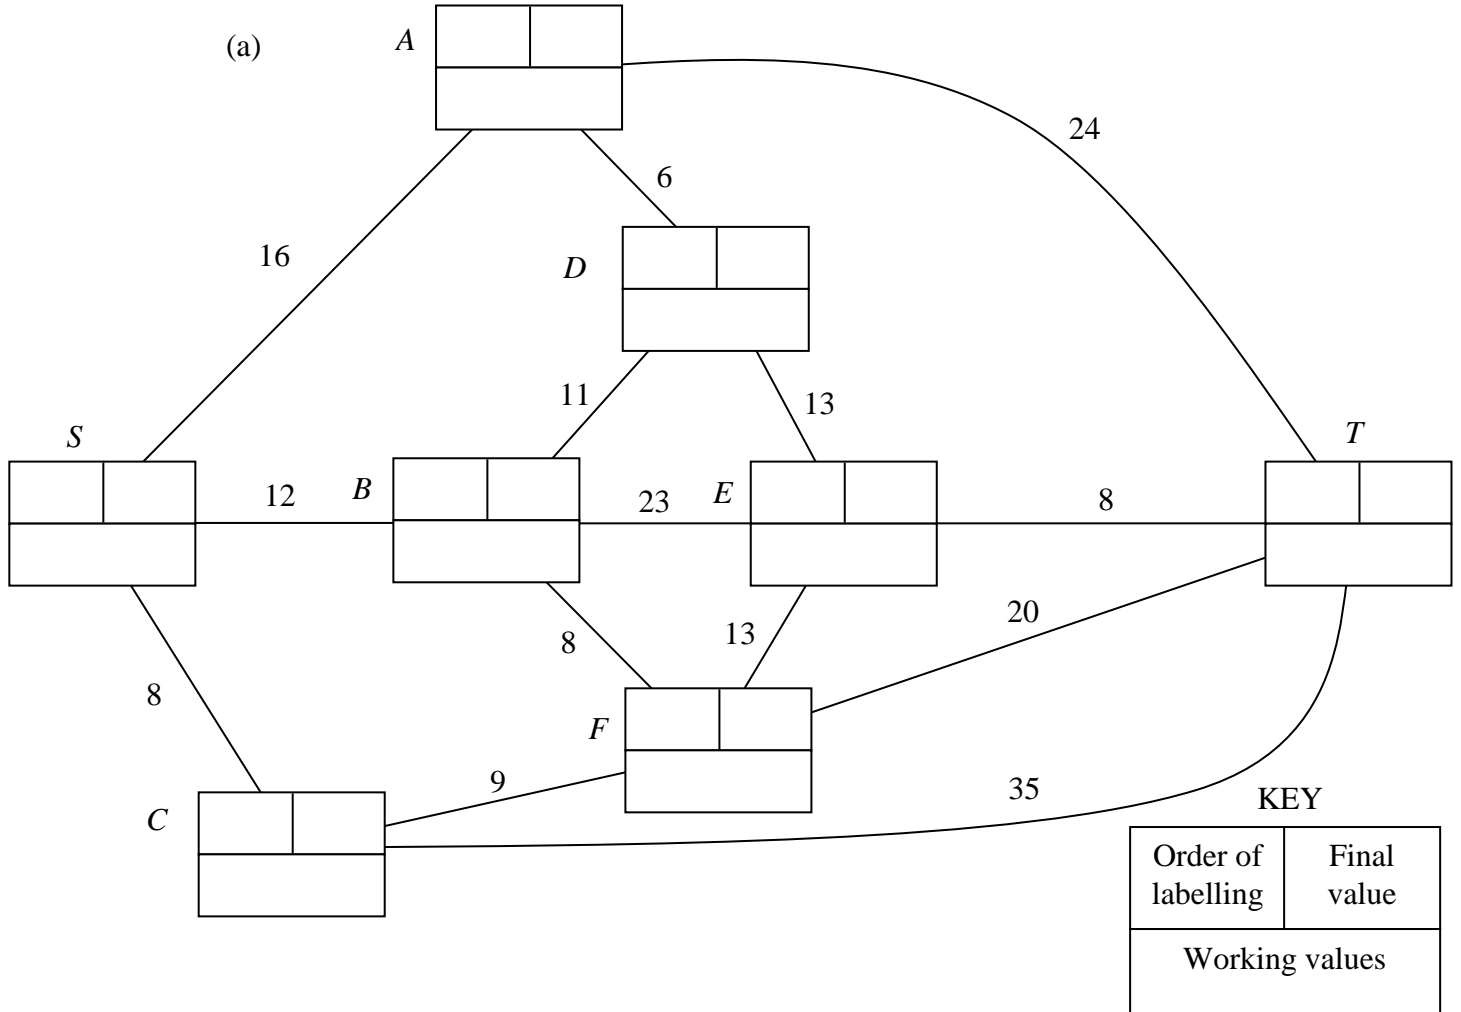 (a)
A
24
6
16
D
11
13
S
T
12
B
23
E
8
20
8
13
8
F
9
35
C
KEY
Order of
labelling
Final
value
Working values